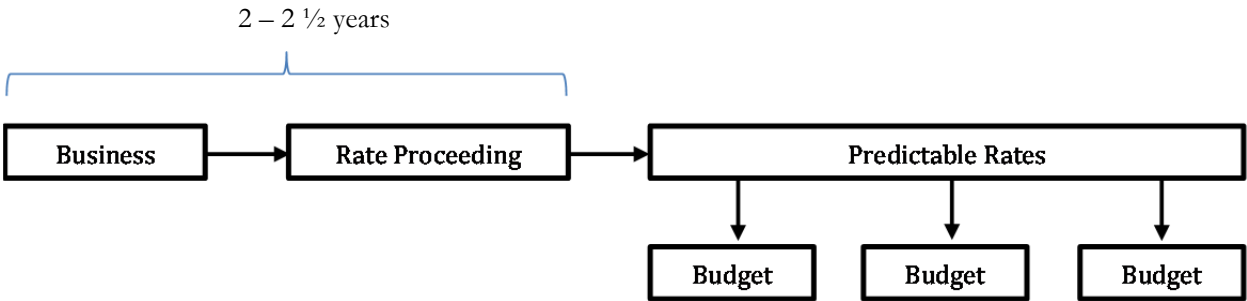 2 – 2 ½ years
Business
Rate Proceeding
Predictable Rates
Budget
Budget
Budget